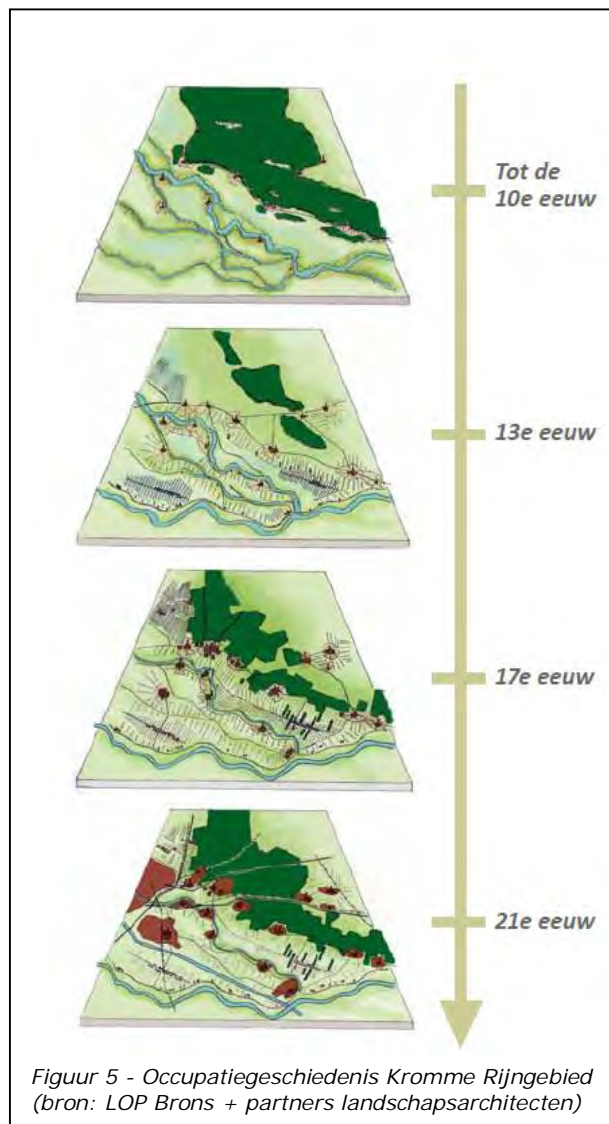 Tot de
10e eeuw
13e eeuw
17e eeuw
21e eeuw
Figuur 5 - Occupatiegeschiedenis Kromme Rijngebied
(bron: LOP Brons + partners landschapsarchitecten)